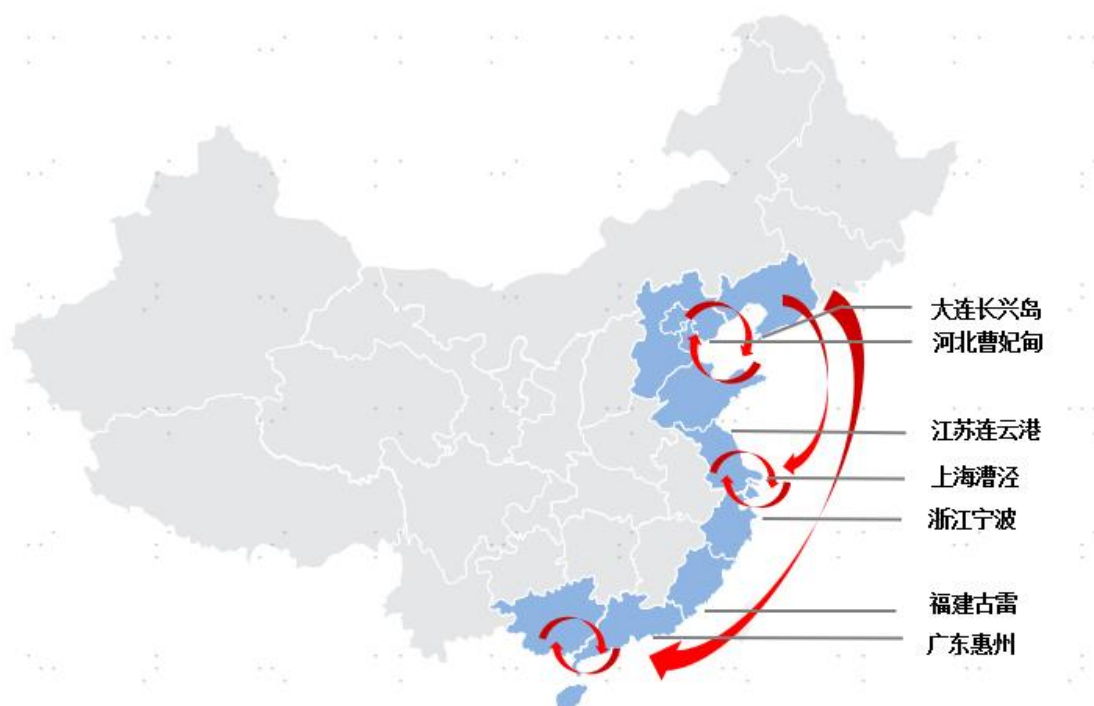 大连长兴岛
河北曹妃甸
江苏连云港
上海漕泾
浙江宁波
福建古雷
广东惠州